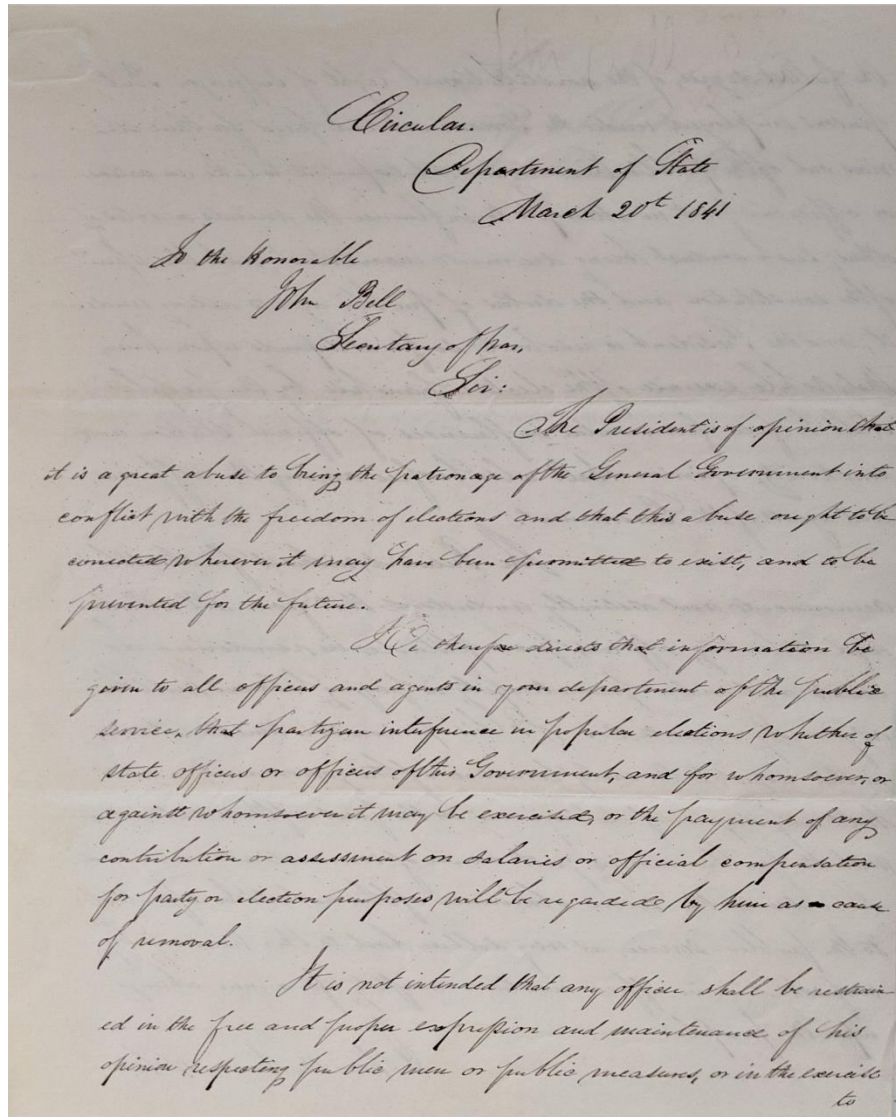 Circular.
Department of State
March 20t 1841
To the Honorable
John Bell
Secretary of War,
Sir:
The President is of opinion that
it is a great abuse to bring the patronage of the General Government into
conflict with the freedom of elections and that this abuse ought to be
corrected wherever it may have been permitted to exist, and to be
prevented for the future.
He therefore directs that information be
given to all officers and agents in your department of the public
service, that partizan interference in popular elections whether of
state officers or officers of this Government, and for whomsoever, or
against whomsoever it may be exercised, or the payment of any
contribution or assessment on salaries or official compensation
for party or election purposes will be regarded by him as a cause
of removal.
It is not intended that any officer shall be restrain
ed in the free and proper expression and maintenance of his
opinion respecting public men or public measures, or in the exercise
to